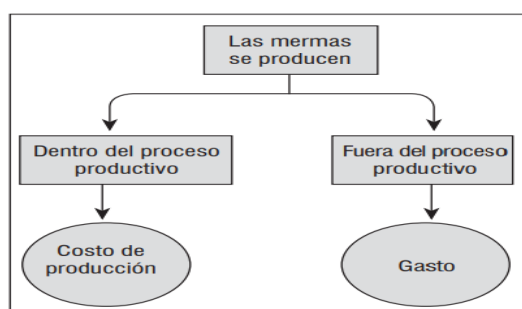 Las mermas
se producen
Dentro del proceso
productivo
Fuera del proceso
productivo
Costo de
producción
Gasto